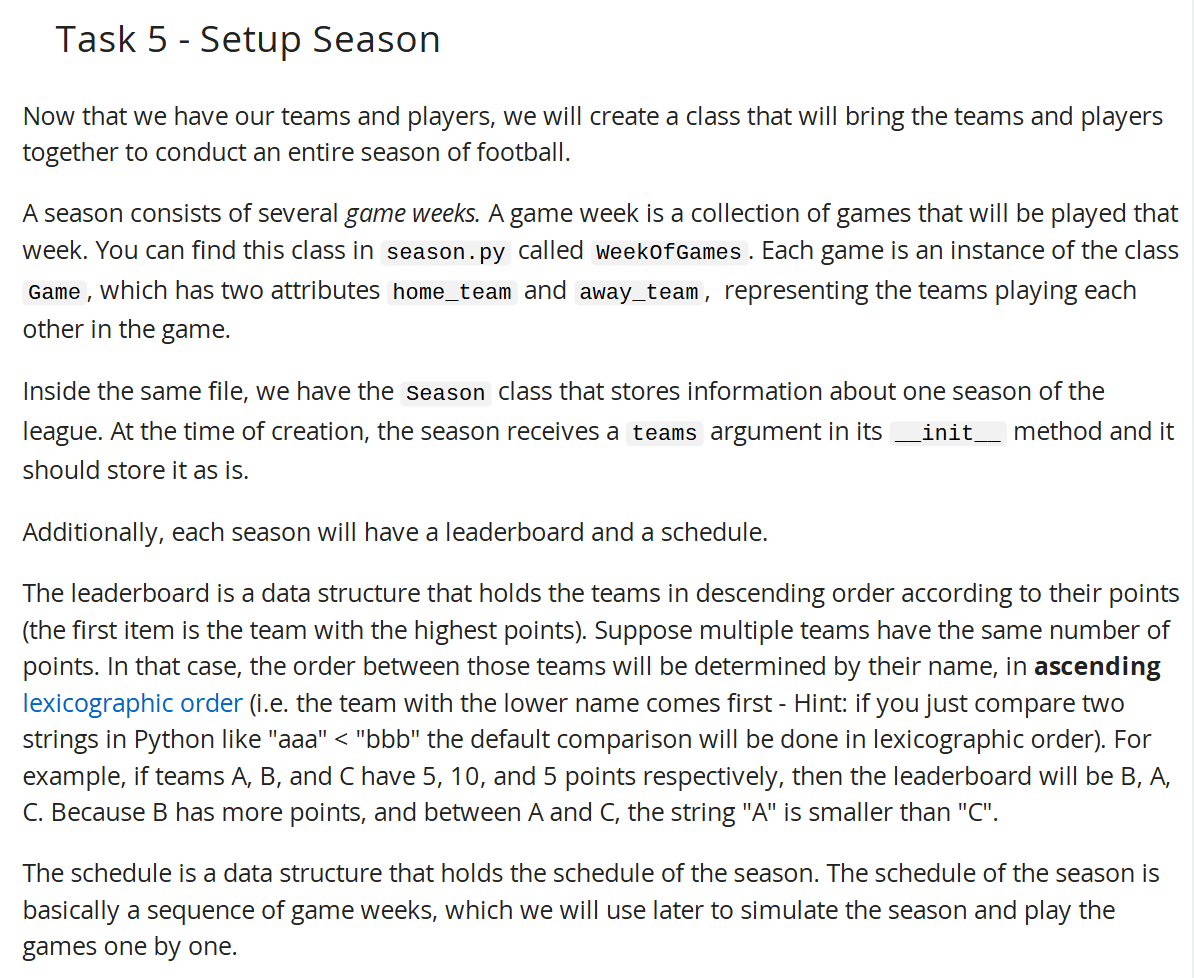 Task 5 - Setup Season
Now that we have our teams and players, we will create a class that will bring the teams and players
together to conduct an entire season of football.
A season consists of several game weeks. A game week is a collection of games that will be played that
week. You can find this class in season.py called WeekOfGames. Each game is an instance of the class
Game, which has two attributes home_team and away_team, representing the teams playing each
other in the game.
Inside the same file, we have the Season class that stores information about one season of the
league. At the time of creation, the season receives a teams argument in its __init__ method and it
should store it as is.
Additionally, each season will have a leaderboard and a schedule.
The leaderboard is a data structure that holds the teams in descending order according to their points
(the first item is the team with the highest points). Suppose multiple teams have the same number of
points. In that case, the order between those teams will be determined by their name, in ascending
lexicographic order (i.e. the team with the lower name comes first - Hint: if you just compare two
strings in Python like "aaa" < "bbb" the default comparison will be done in lexicographic order). For
example, if teams A, B, and C have 5, 10, and 5 points respectively, then the leaderboard will be B, A,
C. Because B has more points, and between A and C, the string "A" is smaller than "C".
The schedule is a data structure that holds the schedule of the season. The schedule of the season is
basically a sequence of game weeks, which we will use later to simulate the season and play the
games one by one.